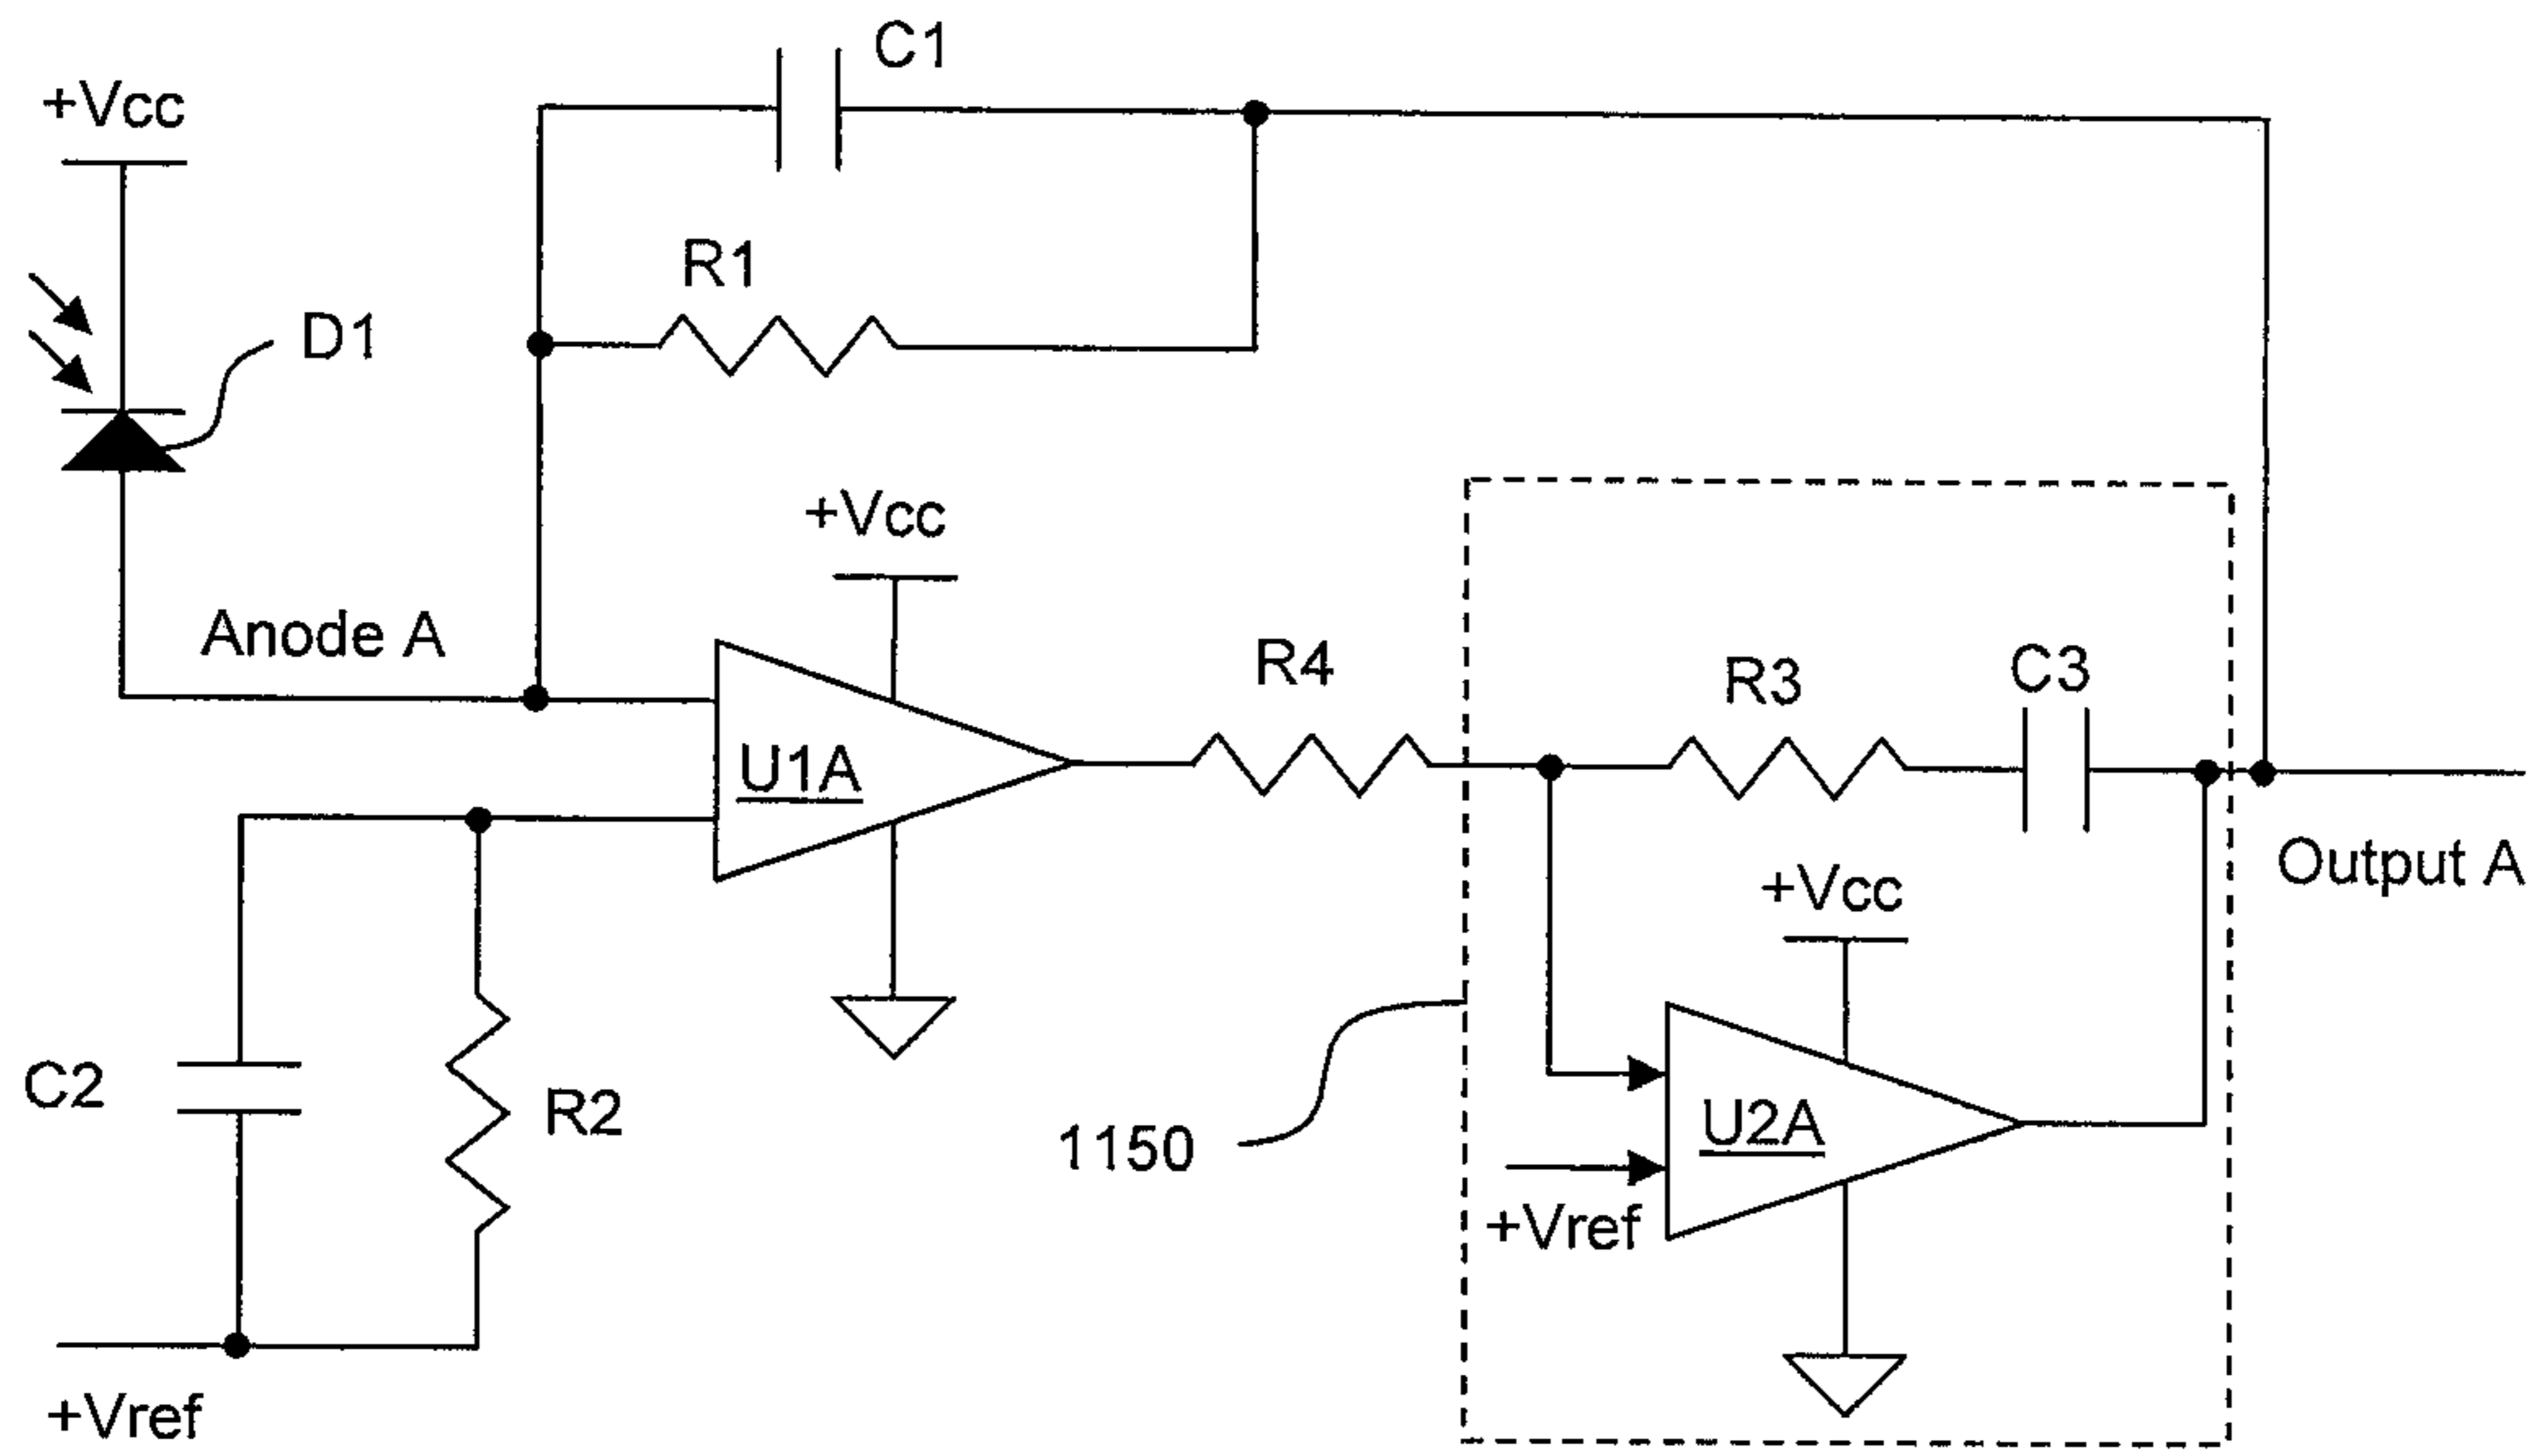 C1
+Vcc
R1
D1
+Vcc
Anode A
R4
R3
C3
U1A
Output A
+Vcc
C2
R2
1150
U2A
+Vref
+Vref